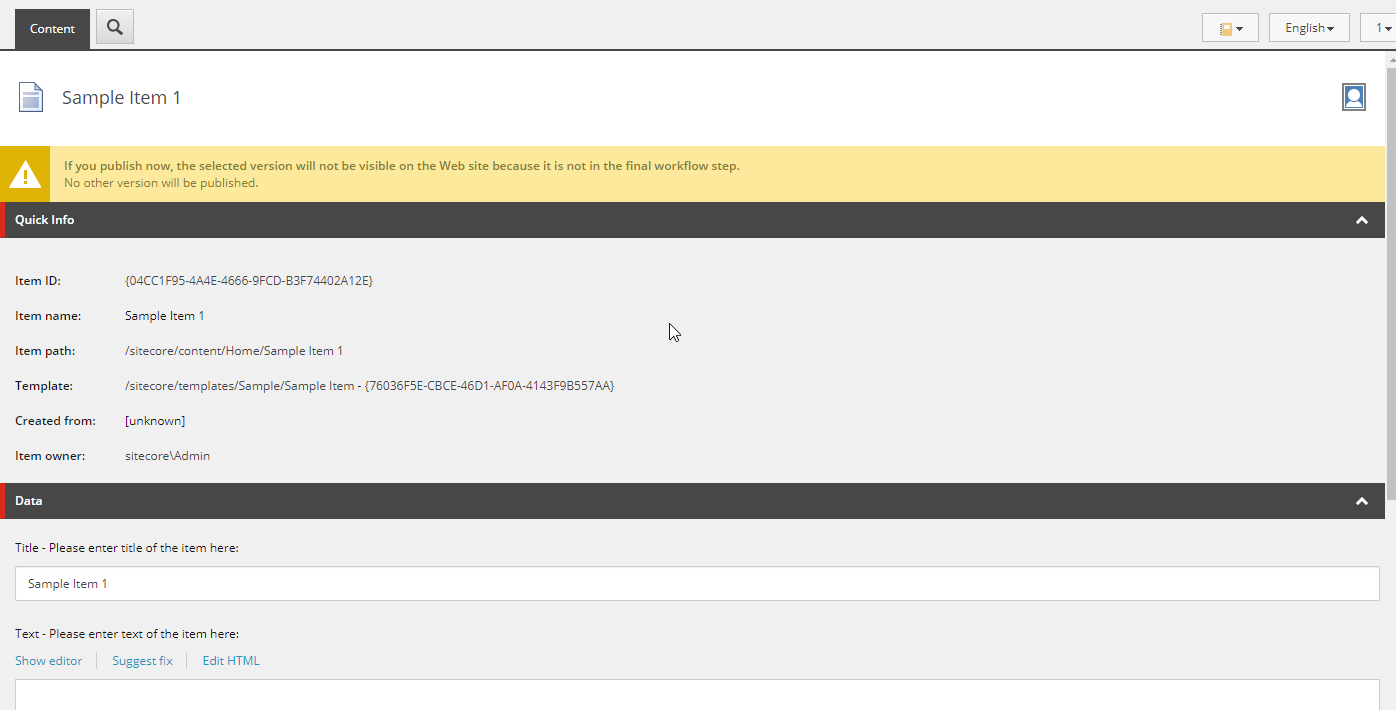 Content
English
1
Sample Item 1
If you publish now, the selected version will not be visible on the Web site because it is not in the final workflow step.
No other version will be published.
Quick Info
Item ID: {04CC1F95-4A4E-4666-9FCD-B3F74402A12E}
Item name: Sample Item 1
Item path: /sitecore/content/Home/Sample Item 1
Template: /sitecore/templates/Sample/Sample Item - {76036F5E-CBCE-46D1-AF0A-4143F9B557AA}
Created from: [unknown]
Item owner: sitecore\Admin
Data
Title - Please enter title of the item here:
Sample Item 1
Text - Please enter text of the item here:
Show editor Suggest fix Edit HTML